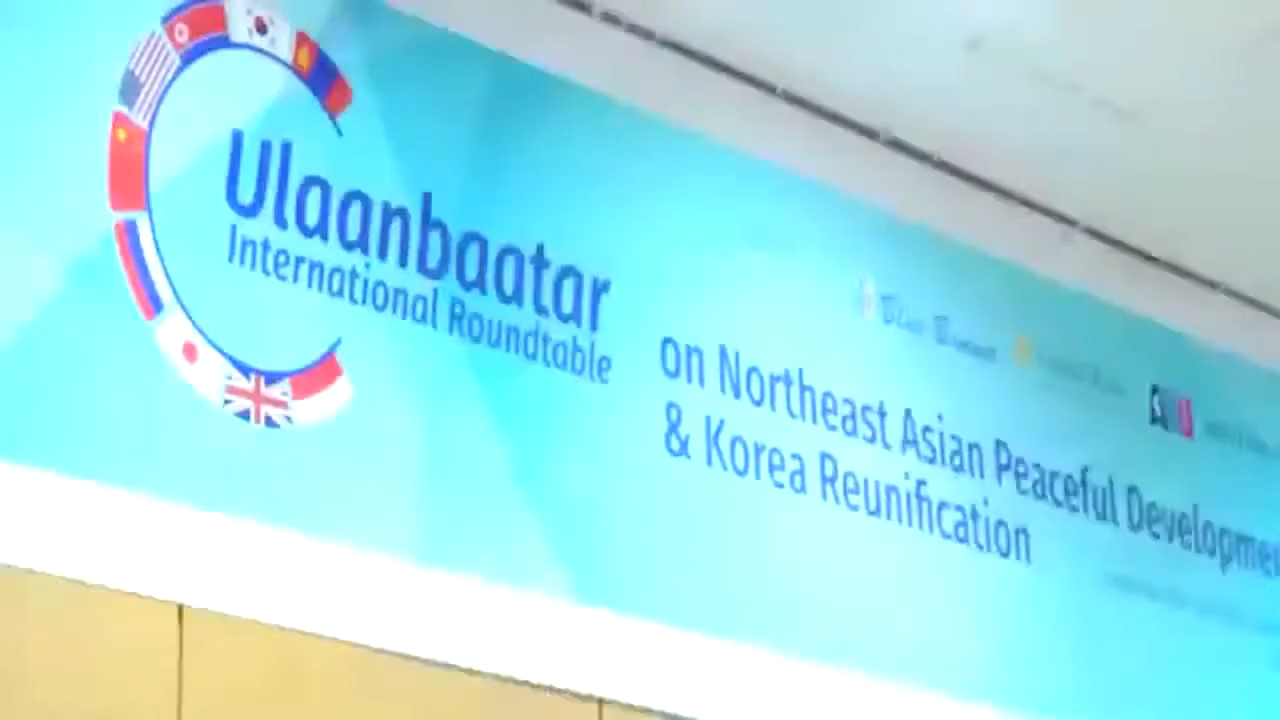 Ulaanbaatar
International Roundtable
on Northeast Asian Peaceful Developmen
& Korea Reunification